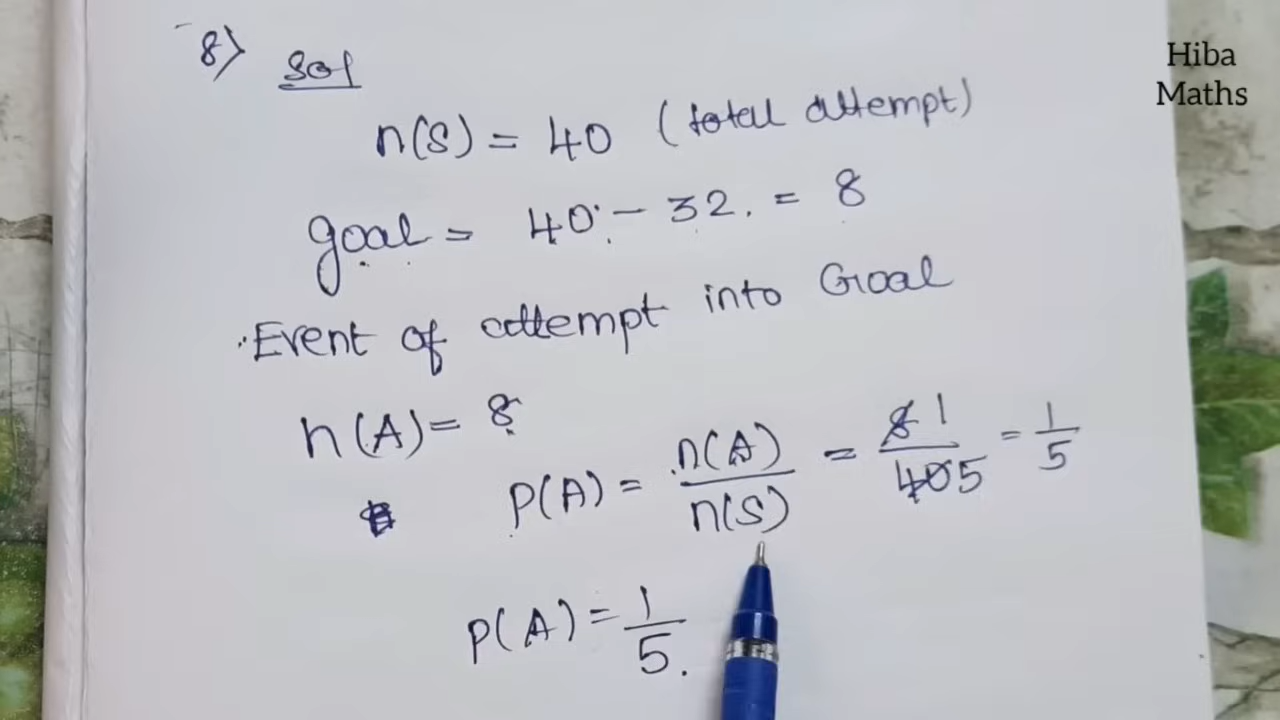 8) Sol
n(S) = 40 (total attempt)
goal = 40 - 32. = 8
Event of attempt into Goal
n(A) = 8
P(A) = n(A)/n(S) = 8 1/40 5 = 1/5
P(A) = 1/5.
Hiba
Maths